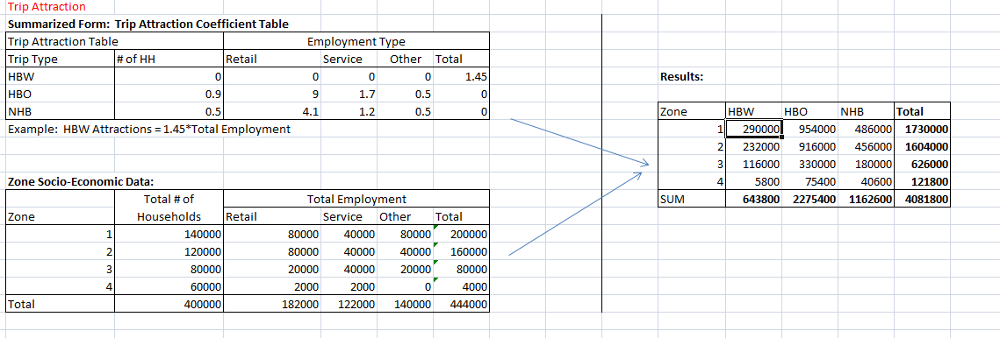 Trip Attraction
Summarized Form: Trip Attraction Coefficient Table
Trip Attraction Table Employment Type
Trip Type # of HH Retail Service Other Total
HBW 0 0 0 0 1.45
HBO 0.9 9 1.7 0.5 0
NHB 0.5 4.1 1.2 0.5 0
Example: HBW Attractions = 1.45*Total Employment
Zone Socio-Economic Data:
Total # of Total Employment
Zone Households Retail Service Other Total
1 140000 80000 40000 80000 200000
2 120000 80000 40000 40000 160000
3 80000 20000 40000 20000 80000
4 60000 2000 2000 0 4000
Total 400000 182000 122000 140000 444000
Results:
Zone HBW HBO NHB Total
1 290000 954000 486000 1730000
2 232000 916000 456000 1604000
3 116000 330000 180000 626000
4 5800 75400 40600 121800
SUM 643800 2275400 1162600 4081800